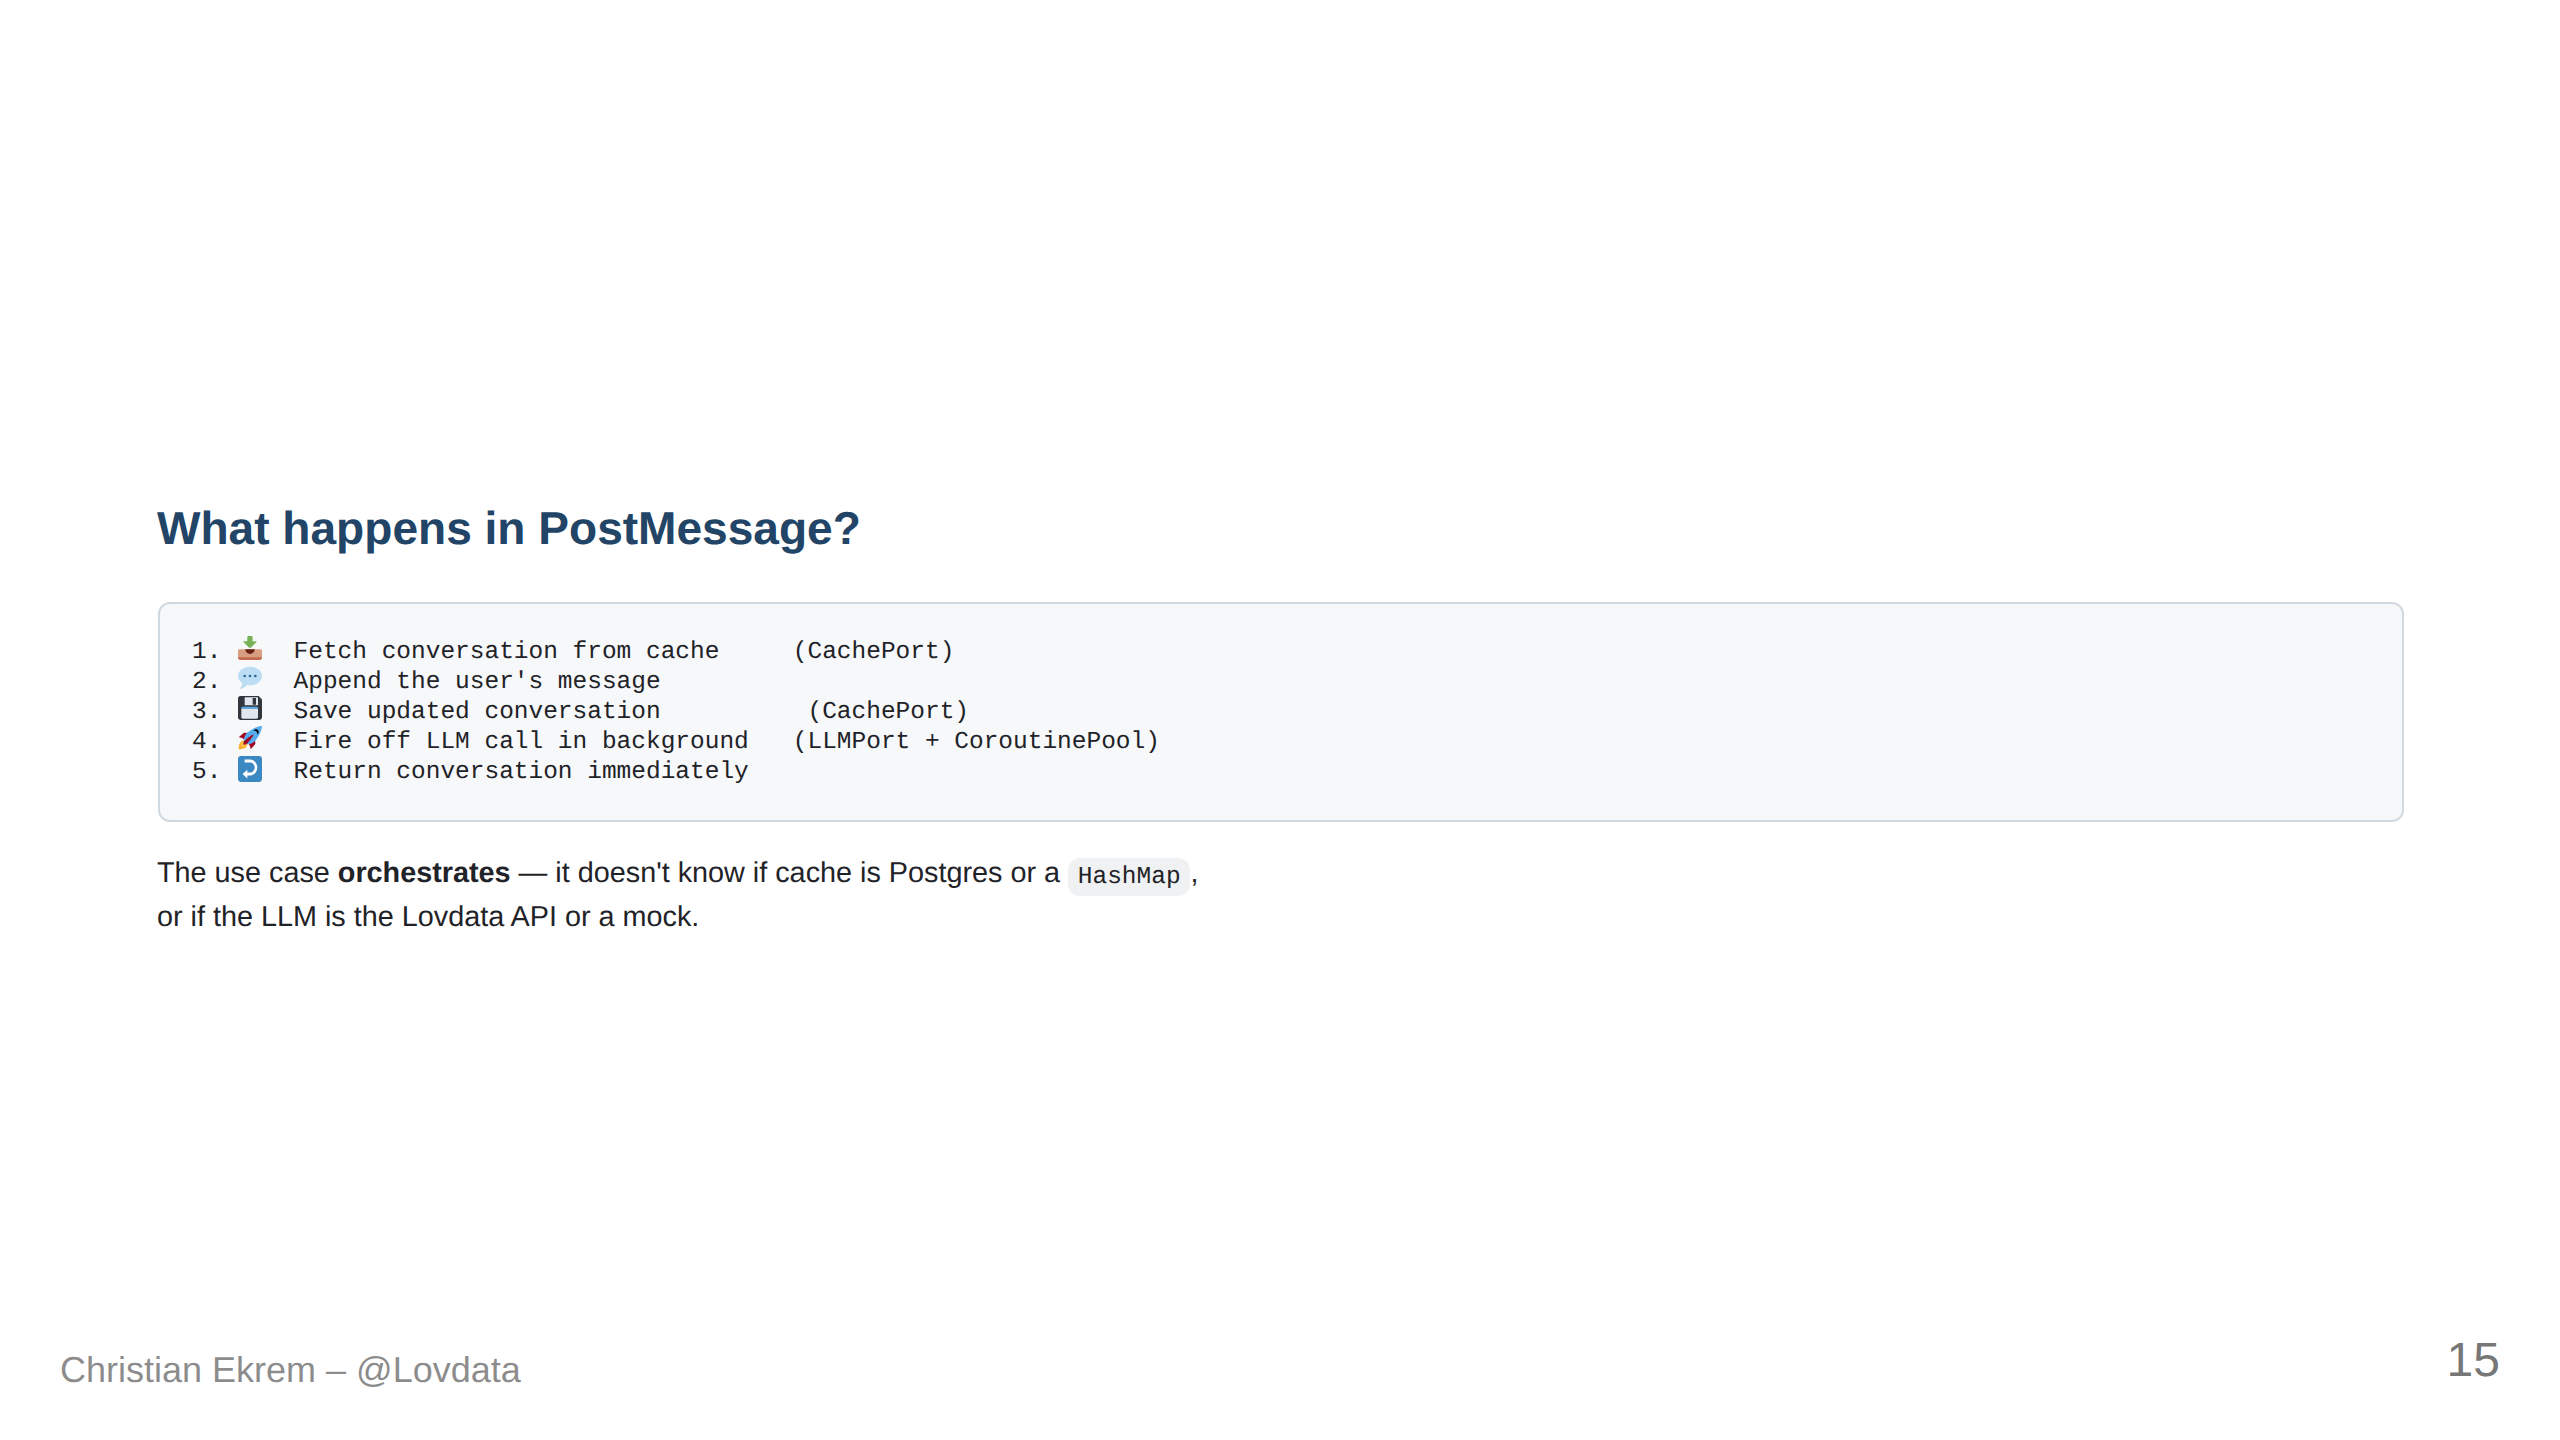 What happens in PostMessage?
1. 📥  Fetch conversation from cache     (CachePort)
2. 💬  Append the user's message
3. 💾  Save updated conversation          (CachePort)
4. 🚀  Fire off LLM call in background   (LLMPort + CoroutinePool)
5. ↩️  Return conversation immediately
The use case orchestrates — it doesn't know if cache is Postgres or a HashMap,
or if the LLM is the Lovdata API or a mock.
Christian Ekrem – @Lovdata
15